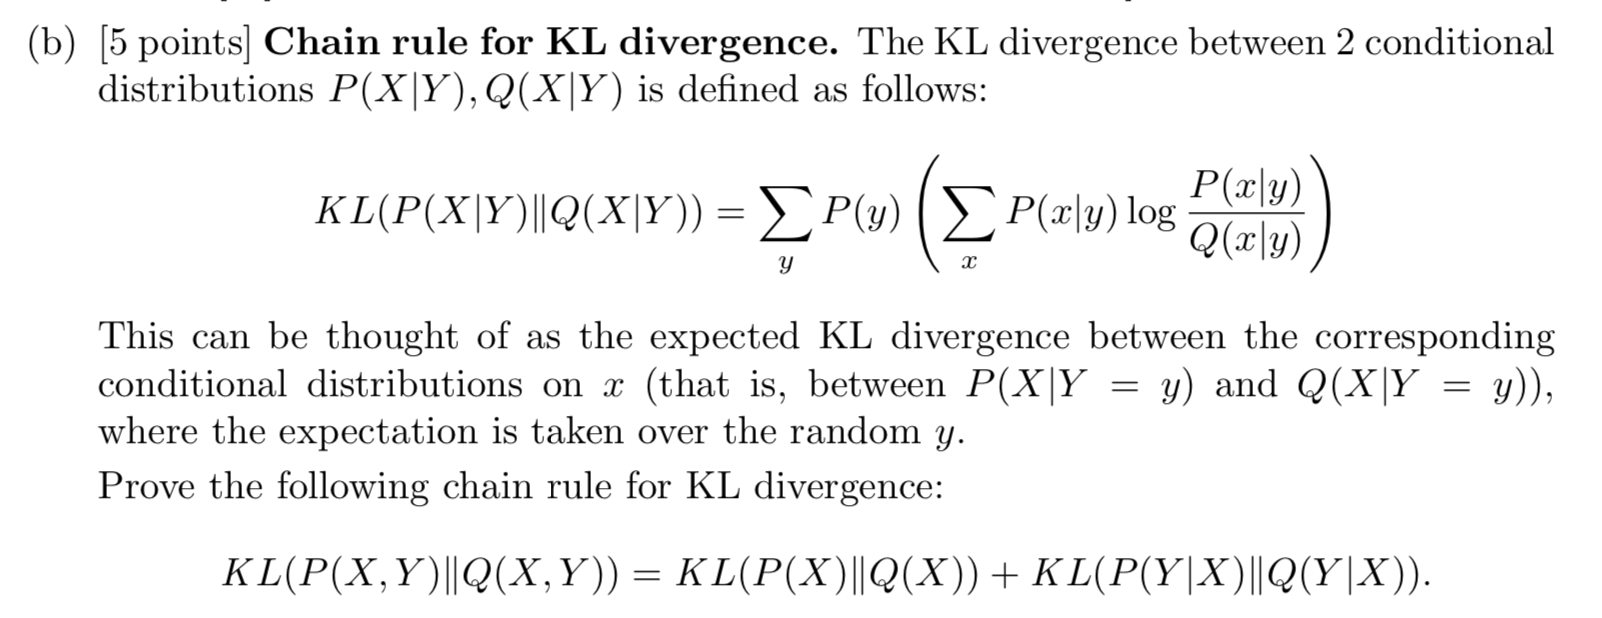 (b) [5 points] Chain rule for KL divergence. The KL divergence between 2 conditional
distributions P(X|Y), Q(X|Y) is defined as follows:
KL(P(X|Y)||Q(X|Y)) = ∑_y P(y) (∑_x P(x|y) log P(x|y)/Q(x|y))
This can be thought of as the expected KL divergence between the corresponding
conditional distributions on x (that is, between P(X|Y = y) and Q(X|Y = y)),
where the expectation is taken over the random y.
Prove the following chain rule for KL divergence:
KL(P(X, Y)||Q(X, Y)) = KL(P(X)||Q(X)) + KL(P(Y|X)||Q(Y|X)).